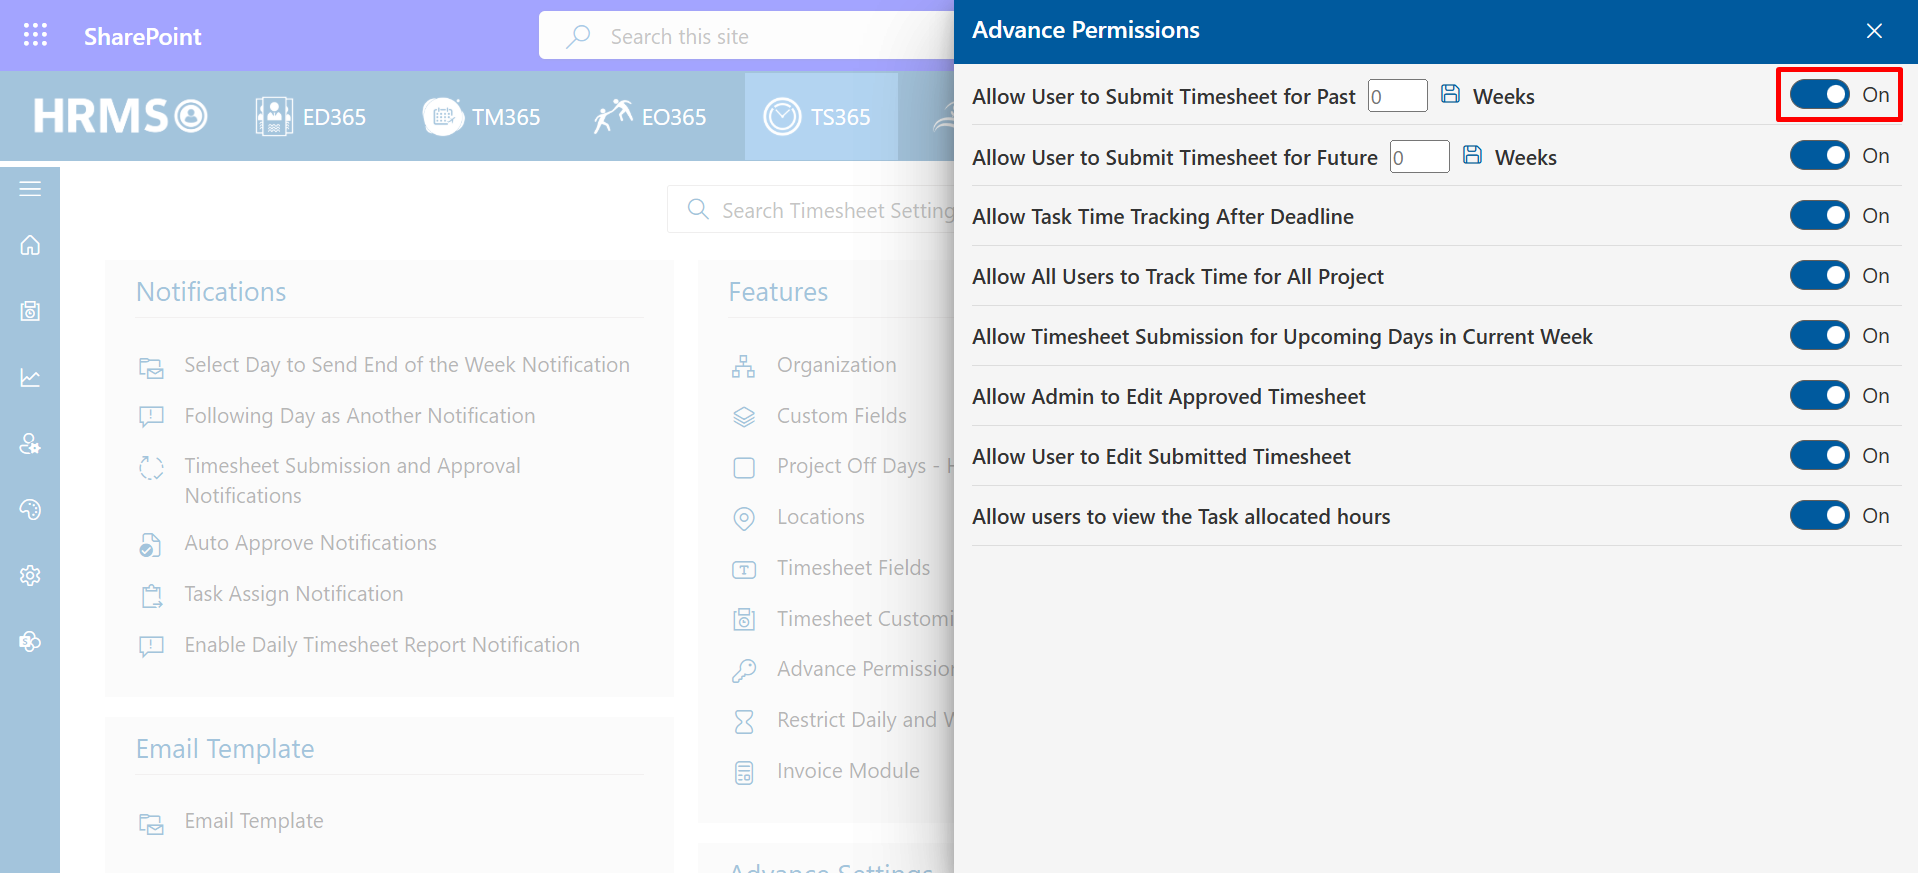 SharePoint
Search this site
HRMS
ED365
TM365
EO365
TS365
Search Timesheet Setting
Notifications
Select Day to Send End of the Week Notification
Following Day as Another Notification
Timesheet Submission and Approval
Notifications
Auto Approve Notifications
Task Assign Notification
Enable Daily Timesheet Report Notification
Email Template
Email Template
Features
Organization
Custom Fields
Project Off Days -
Locations
Timesheet Fields
Timesheet Customi
Advance Permission
Restrict Daily and W
Invoice Module
Advance Settings
Advance Permissions
Allow User to Submit Timesheet for Past 0 Weeks On
Allow User to Submit Timesheet for Future 0 Weeks On
Allow Task Time Tracking After Deadline On
Allow All Users to Track Time for All Project On
Allow Timesheet Submission for Upcoming Days in Current Week On
Allow Admin to Edit Approved Timesheet On
Allow User to Edit Submitted Timesheet On
Allow users to view the Task allocated hours On